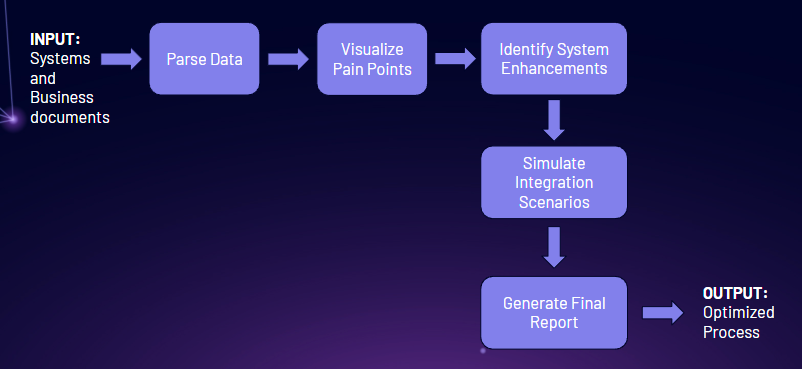 INPUT:
Systems
and
Business
documents
Parse Data
Visualize
Pain Points
Identify System
Enhancements
Simulate
Integration
Scenarios
Generate Final
Report
OUTPUT:
Optimized
Process